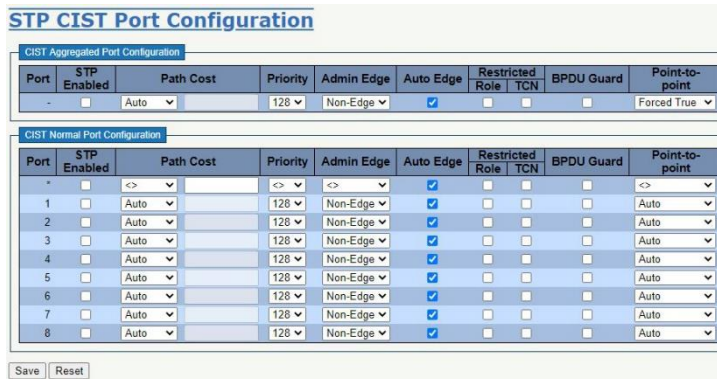 STP CIST Port Configuration
CIST Aggregated Port Configuration
Port STP Enabled Path Cost Priority Admin Edge Auto Edge Restricted Role TCN BPDU Guard Point-to-point
- Auto 128 Non-Edge Forced True
CIST Normal Port Configuration
Port STP Enabled Path Cost Priority Admin Edge Auto Edge Restricted Role TCN BPDU Guard Point-to-point
* <> <> <> <>
1 Auto 128 Non-Edge Auto
2 Auto 128 Non-Edge Auto
3 Auto 128 Non-Edge Auto
4 Auto 128 Non-Edge Auto
5 Auto 128 Non-Edge Auto
6 Auto 128 Non-Edge Auto
7 Auto 128 Non-Edge Auto
8 Auto 128 Non-Edge Auto
Save Reset